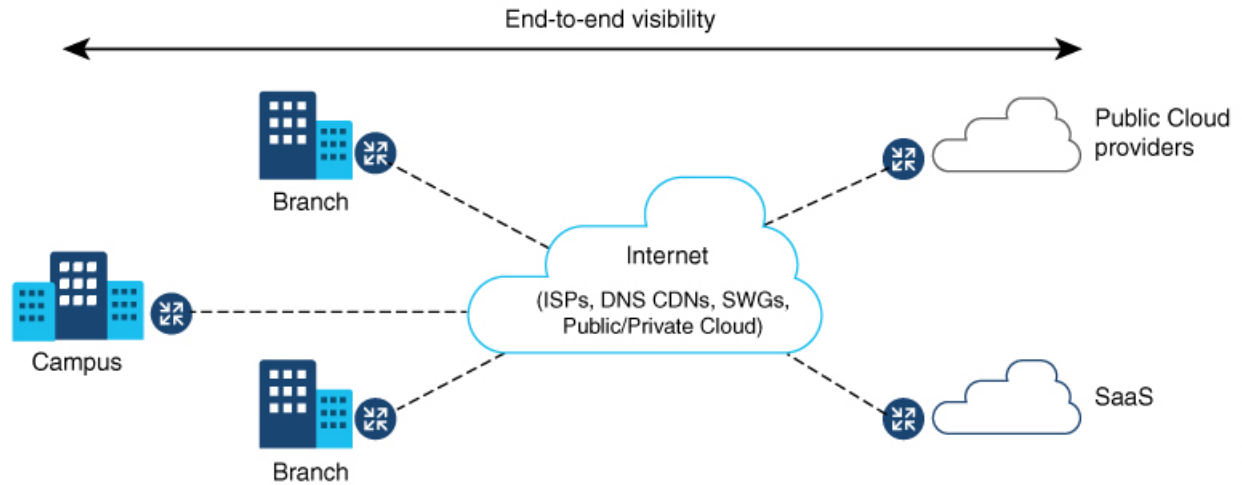 End-to-end visibility
Branch
Public Cloud
providers
Internet
(ISPs, DNS CDNs, SWGs,
Public/Private Cloud)
Campus
Branch
SaaS